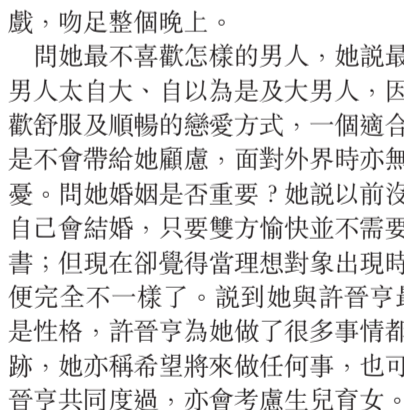 戲，吻足整個晚上。
問她最不喜歡怎樣的男人，她説最
男人太自大、自以為是及大男人，因
歡舒服及順暢的戀愛方式，一個適合
是不會帶給她顧慮，面對外界時亦無
憂。問她婚姻是否重要？她説以前沒
自己會結婚，只要雙方愉快並不需要
書；但現在卻覺得當理想對象出現時
便完全不一樣了。説到她與許晉亨最
是性格，許晉亨為她做了很多事情都
跡，她亦稱希望將來做任何事，也可
晉亨共同度過，亦會考慮生兒育女。